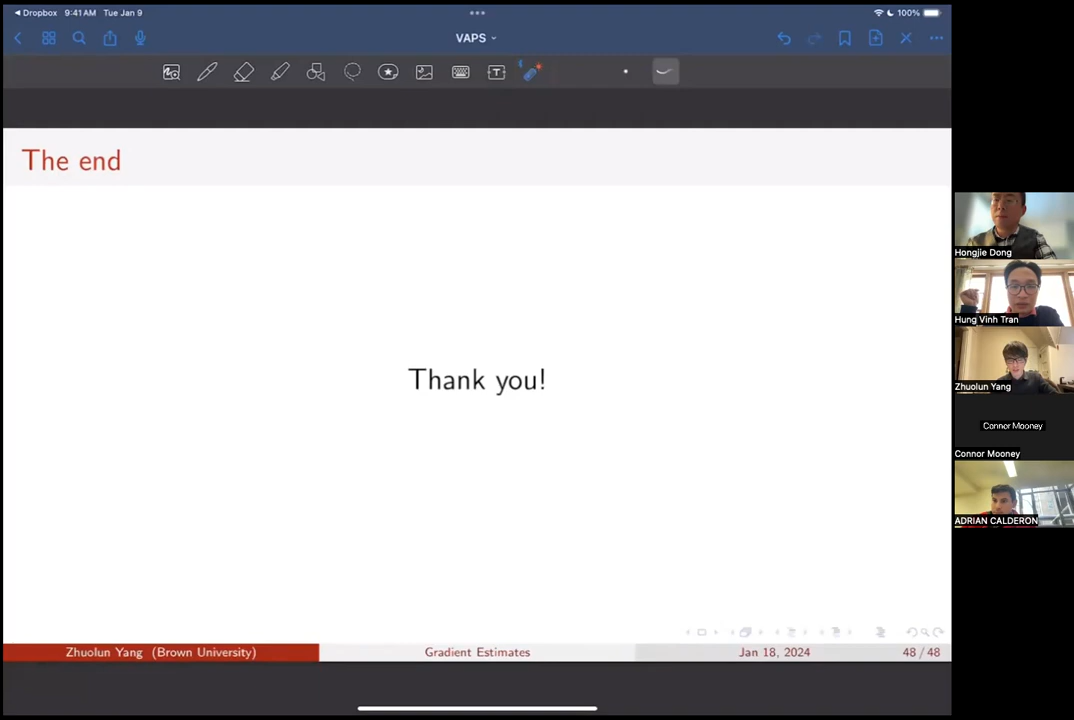 Dropbox 9:41 AM Tue Jan 9 100%
VAPS
The end
Thank you!
Zhuolun Yang (Brown University) Gradient Estimates Jan 18, 2024 48 / 48
Hongjie Dong
Hung Vinh Tran
Zhuolun Yang
Connor Mooney
Connor Mooney
ADRIAN CALDERON